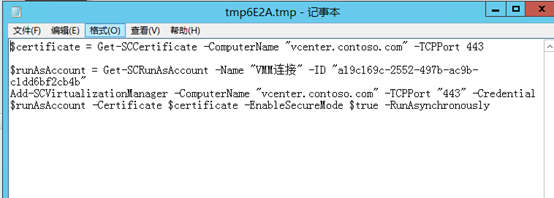 tmp6E2A.tmp - 记事本
文件(F) 编辑(E) 格式(O) 查看(V) 帮助(H)
$certificate = Get-SCCertificate -ComputerName "vcenter.contoso.com" -TCPPort 443
$runAsAccount = Get-SCRunAsAccount -Name "VMM连接" -ID "a19c169c-2552-497b-ac9b-
c1dd6bf2cb4b"
Add-SCVirtualizationManager -ComputerName "vcenter.contoso.com" -TCPPort "443" -Credential
$runAsAccount -Certificate $certificate -EnableSecureMode $true -RunAsynchronously